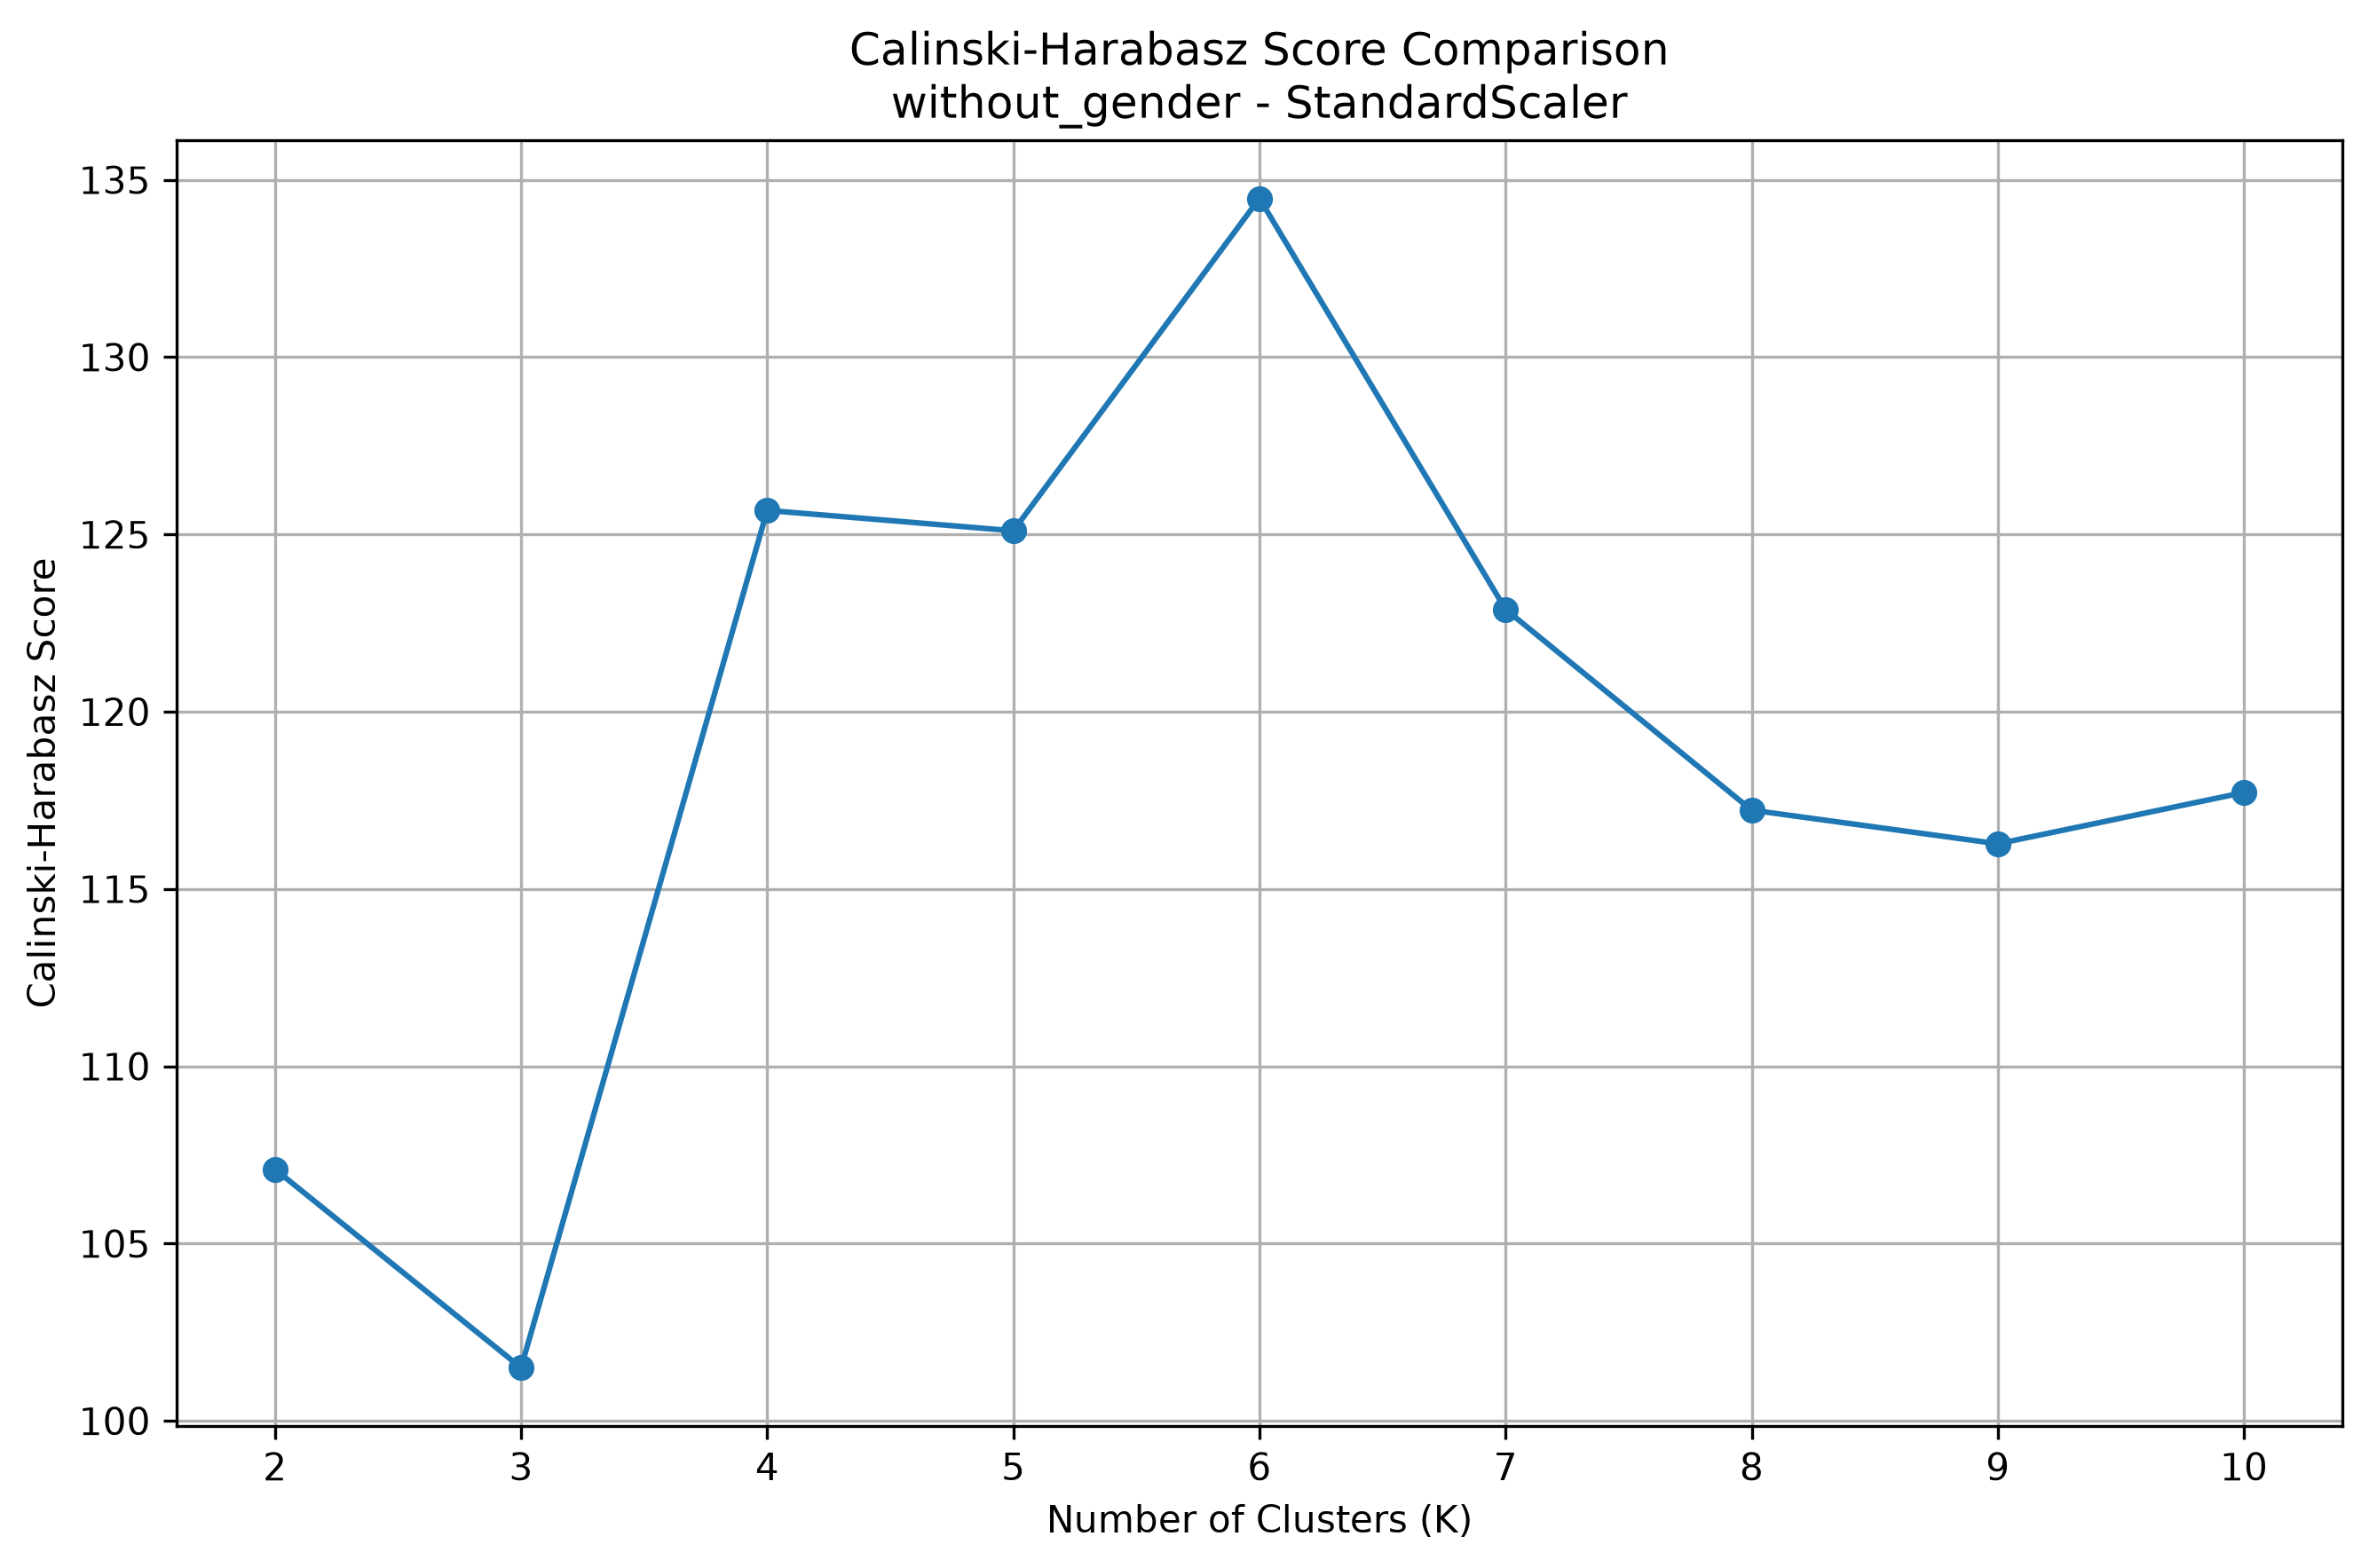 Calinski-Harabasz Score Comparison
without_gender - StandardScaler
Calinski-Harabasz Score
135
130
125
120
115
110
105
100
2 3 4 5 6 7 8 9 10
Number of Clusters (K)